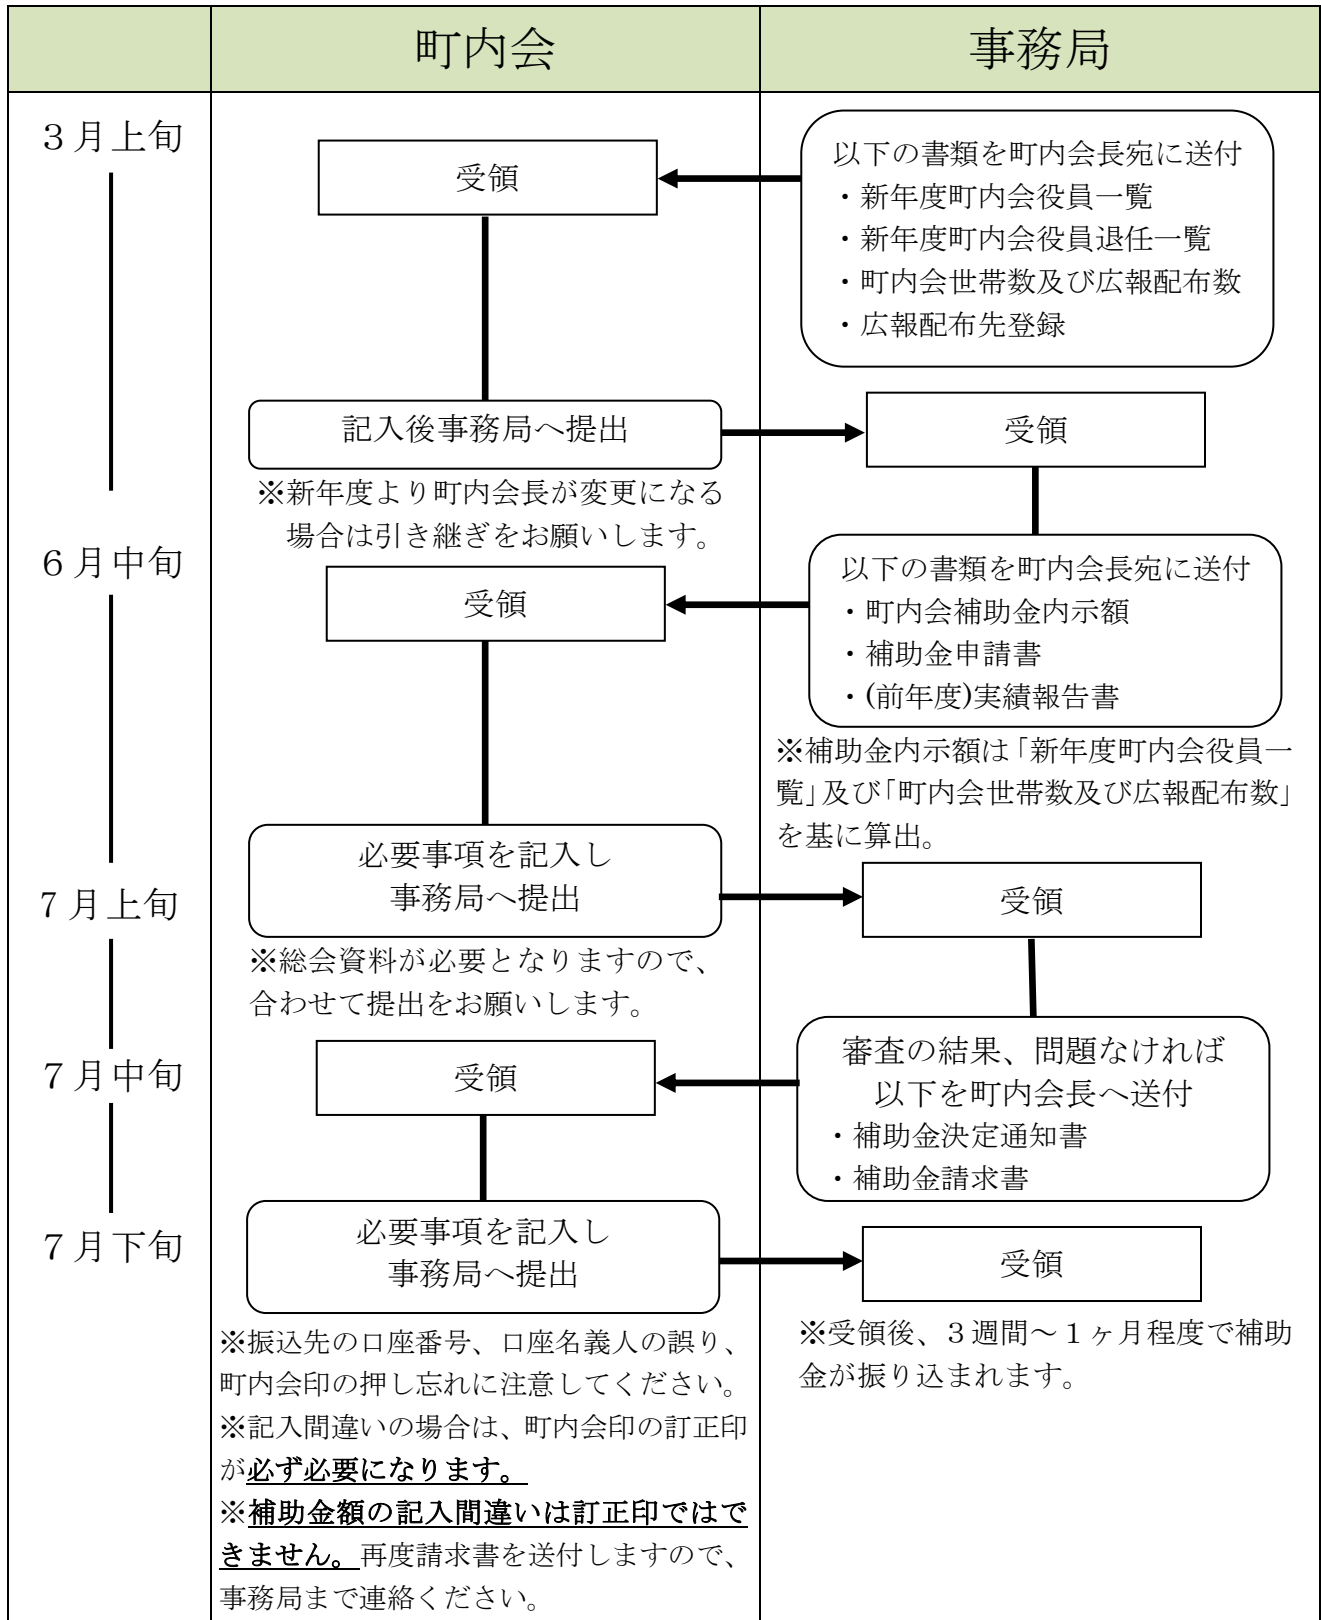 町内会
事務局
３月上旬
受領
以下の書類を町内会長宛に送付
・新年度町内会役員一覧
・新年度町内会役員退任一覧
・町内会世帯数及び広報配布数
・広報配布先登録
記入後事務局へ提出
受領
※新年度より町内会長が変更になる
場合は引き継ぎをお願いします。
６月中旬
受領
以下の書類を町内会長宛に送付
・町内会補助金内示額
・補助金申請書
・(前年度)実績報告書
※補助金内示額は「新年度町内会役員一
覧」及び「町内会世帯数及び広報配布数」
を基に算出。
必要事項を記入し
事務局へ提出
７月上旬
受領
※総会資料が必要となりますので、
合わせて提出をお願いします。
７月中旬
受領
審査の結果、問題なければ
以下を町内会長へ送付
・補助金決定通知書
・補助金請求書
７月下旬
必要事項を記入し
事務局へ提出
受領
※振込先の口座番号、口座名義人の誤り、
町内会印の押し忘れに注意してください。
※記入間違いの場合は、町内会印の訂正印
が必ず必要になります。
※補助金額の記入間違いは訂正印ではで
きません。再度請求書を送付しますので、
事務局まで連絡ください。
※受領後、３週間～１ヶ月程度で補助
金が振り込まれます。